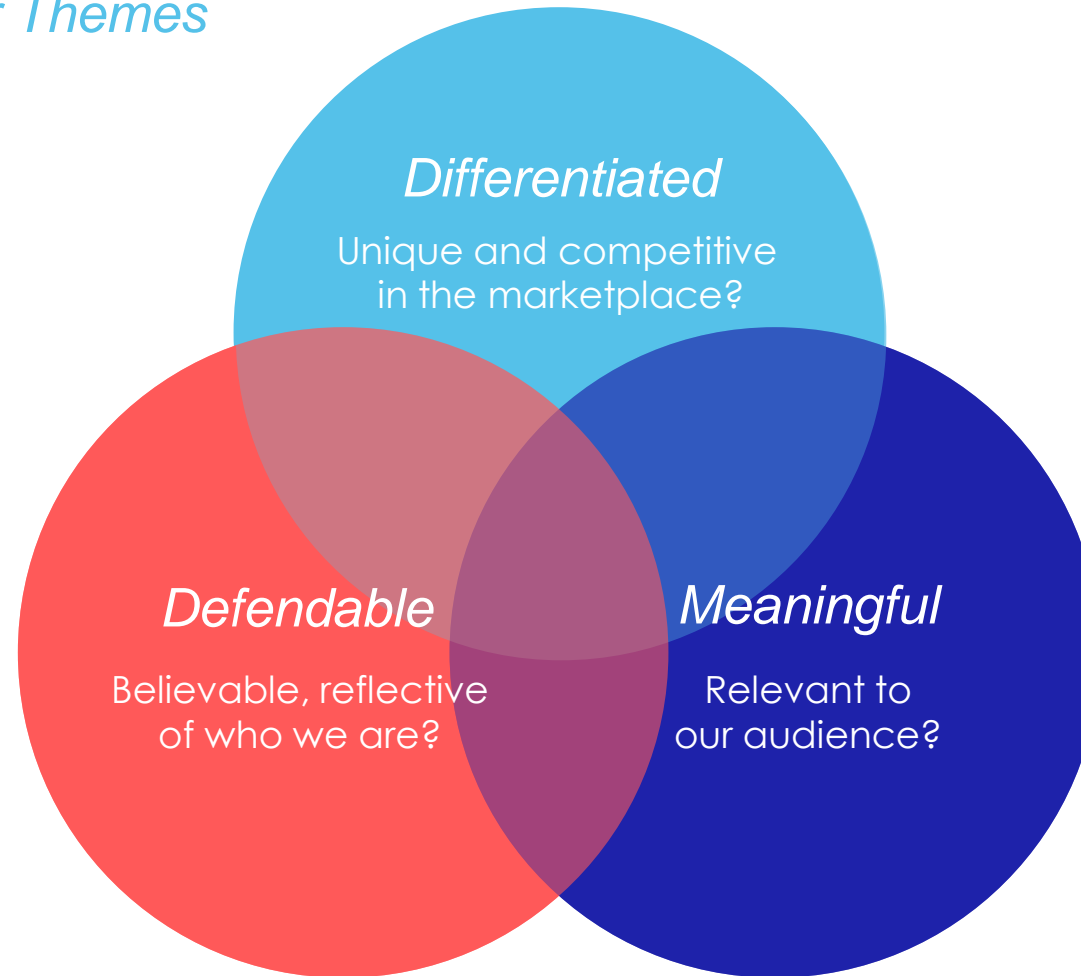 Themes
Differentiated
Unique and competitive
in the marketplace?
Defendable
Believable, reflective
of who we are?
Meaningful
Relevant to
our audience?